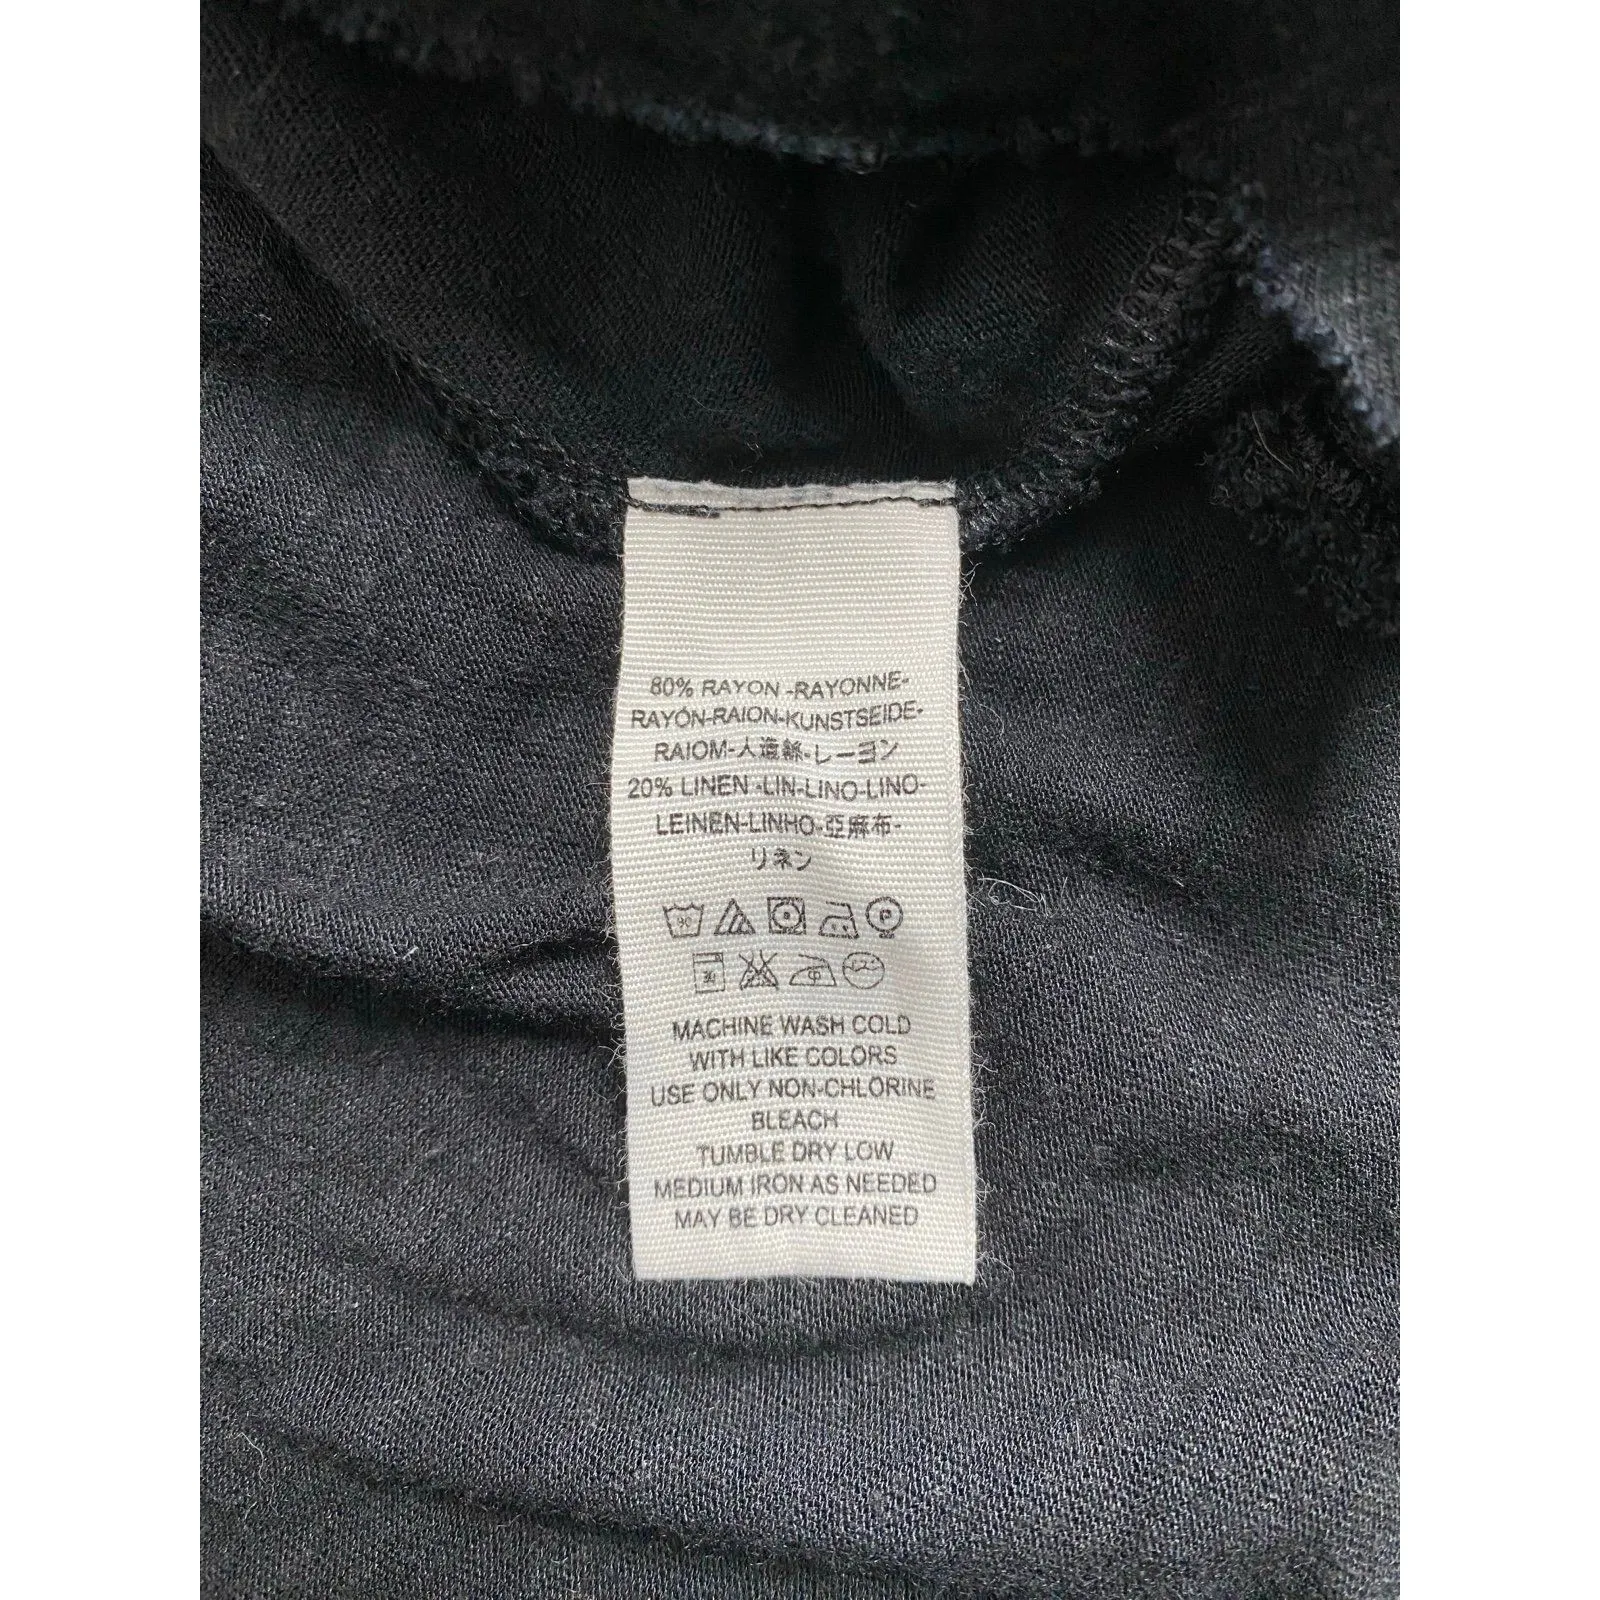 80% RAYON -RAYONNE-
RAYÓN-RAION-KUNSTSEIDE-
RAIOM-人造絲-レーヨン
20% LINEN -LIN-LINO-LINO-
LEINEN-LINHO-亞麻布-
リネン
P
MACHINE WASH COLD
WITH LIKE COLORS
USE ONLY NON-CHLORINE
BLEACH
TUMBLE DRY LOW
MEDIUM IRON AS NEEDED
MAY BE DRY CLEANED